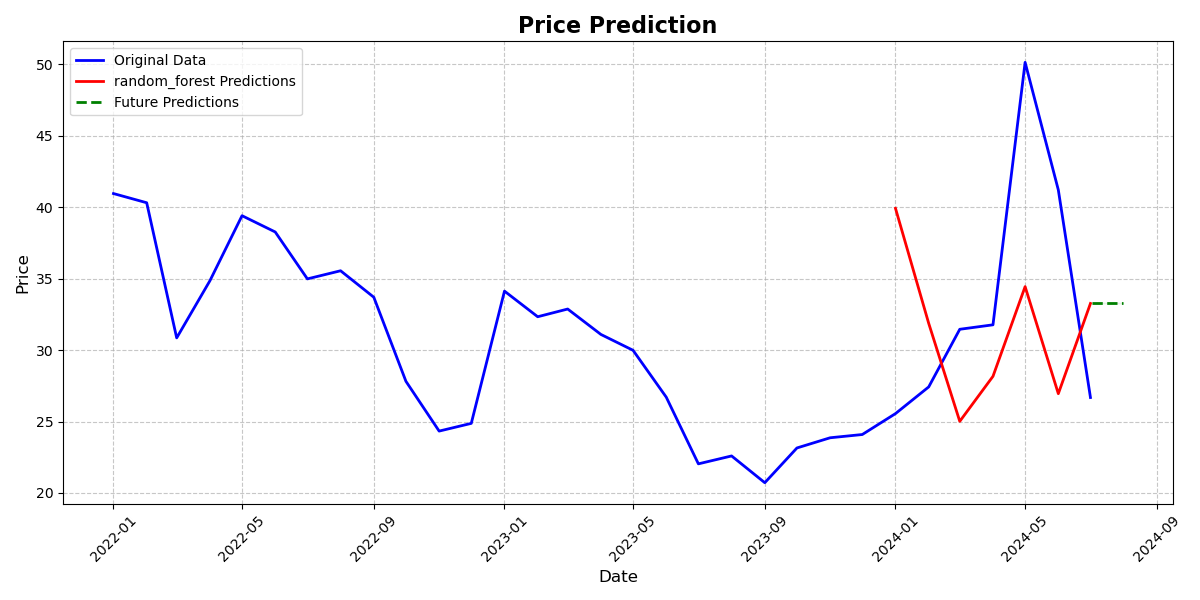 Price Prediction
Original Data
random_forest Predictions
Future Predictions
Price
50
45
40
35
30
25
20
2022-01
2022-05
2022-09
2023-01
2023-05
2023-09
2024-01
2024-05
2024-09
Date